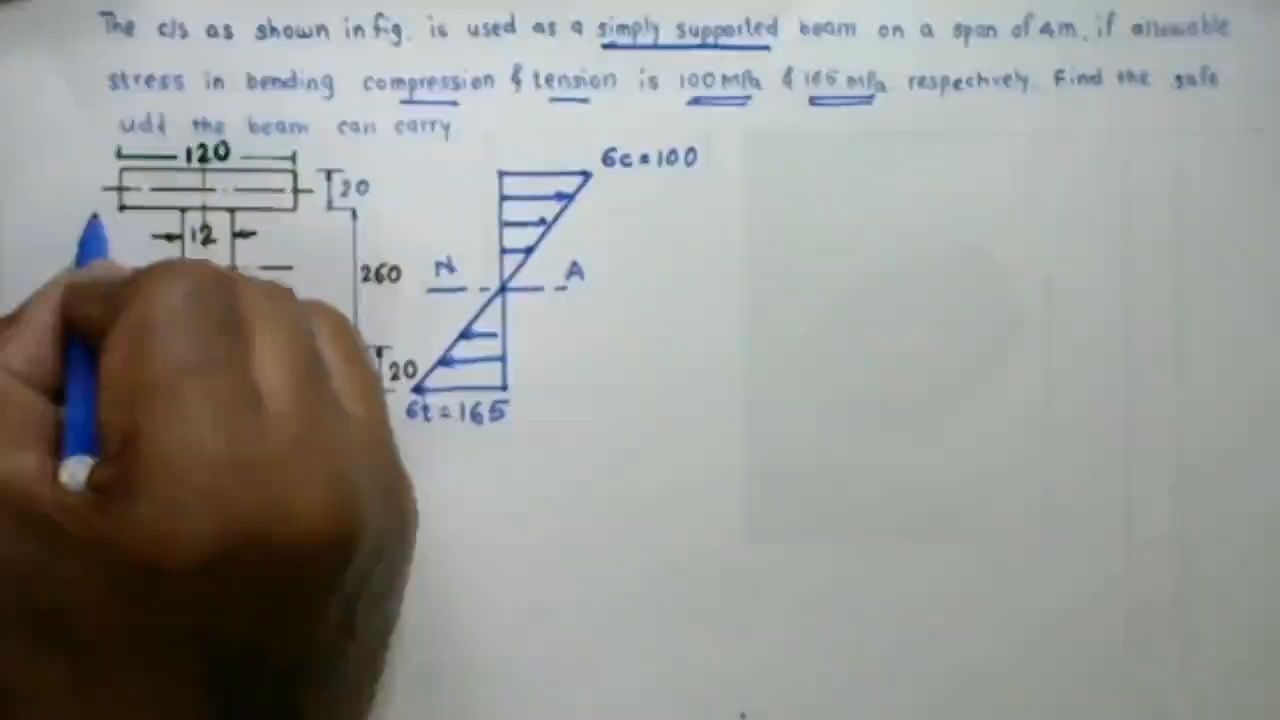 The c/s as shown in fig. is used as a simply supported beam on a span of 4m, if allowable
stress in bending compression & tension is 100 MPa & 165 MPa respectively. Find the safe
udl the beam can carry
120
20
12
260
20
N A
6c = 100
6t = 165